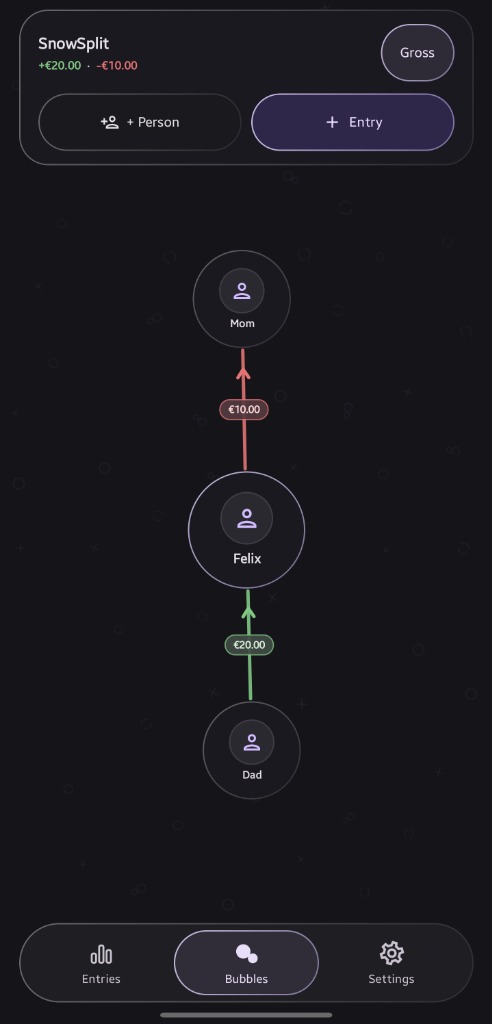 SnowSplit
+€20.00 · -€10.00
Gross
+ Person
Entry
Mom
€10.00
Felix
€20.00
Dad
Entries
Bubbles
Settings